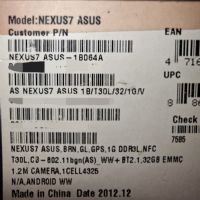 Model:NEXUS7 ASUS
Customer P/N
EAN
NEXUS7 ASUS-1B064A
4 716
UPC
AS NEXUS7 ASUS 1B/T30L/32/1G/V
8
Check
7585
NEXUS7 ASUS,BRN,GL,GPS,1G DDR3L,NFC
T30L,C0-802.11bgn(AS),WW+BT2.1,32GB EMMC
1.2M CAMERA,1CELL4325
N/A,ANDROID WW
Made in China Date 2012.12